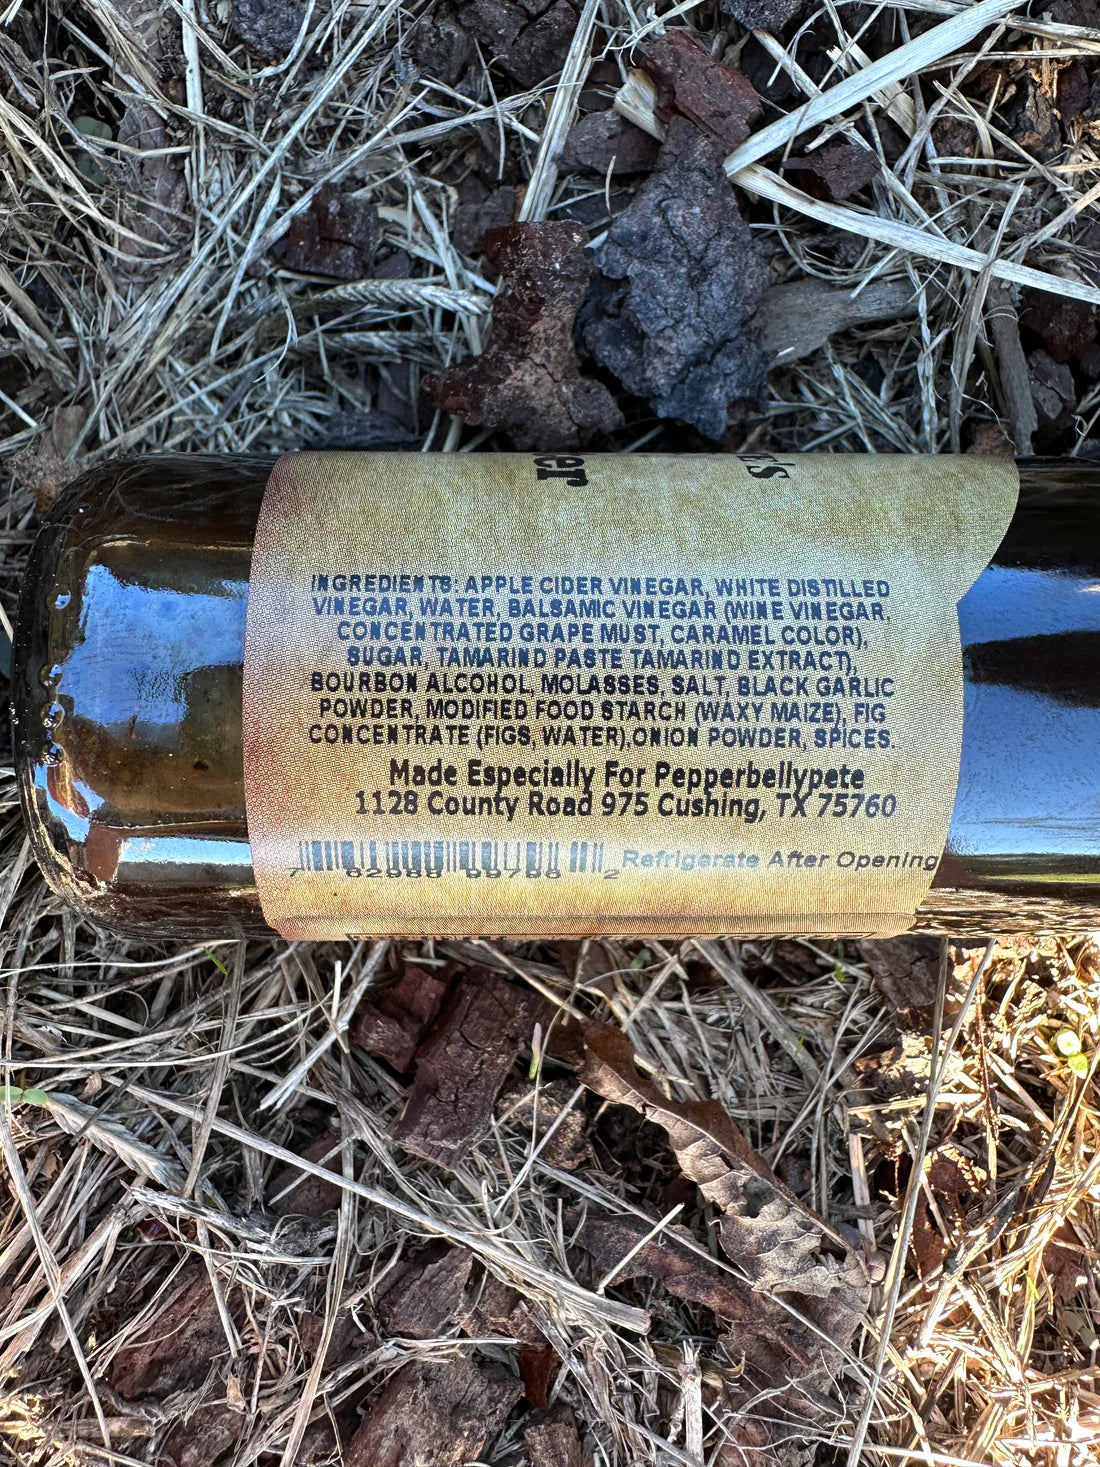 er
's
INGREDIENTS: APPLE CIDER VINEGAR, WHITE DISTILLED
VINEGAR, WATER, BALSAMIC VINEGAR (WINE VINEGAR,
CONCENTRATED GRAPE MUST, CARAMEL COLOR),
SUGAR, TAMARIND PASTE TAMARIND EXTRACT),
BOURBON ALCOHOL, MOLASSES, SALT, BLACK GARLIC
POWDER, MODIFIED FOOD STARCH (WAXY MAIZE), FIG
CONCENTRATE (FIGS, WATER),ONION POWDER, SPICES.
Made Especially For Pepperbellypete
1128 County Road 975 Cushing, TX 75760
Refrigerate After Opening